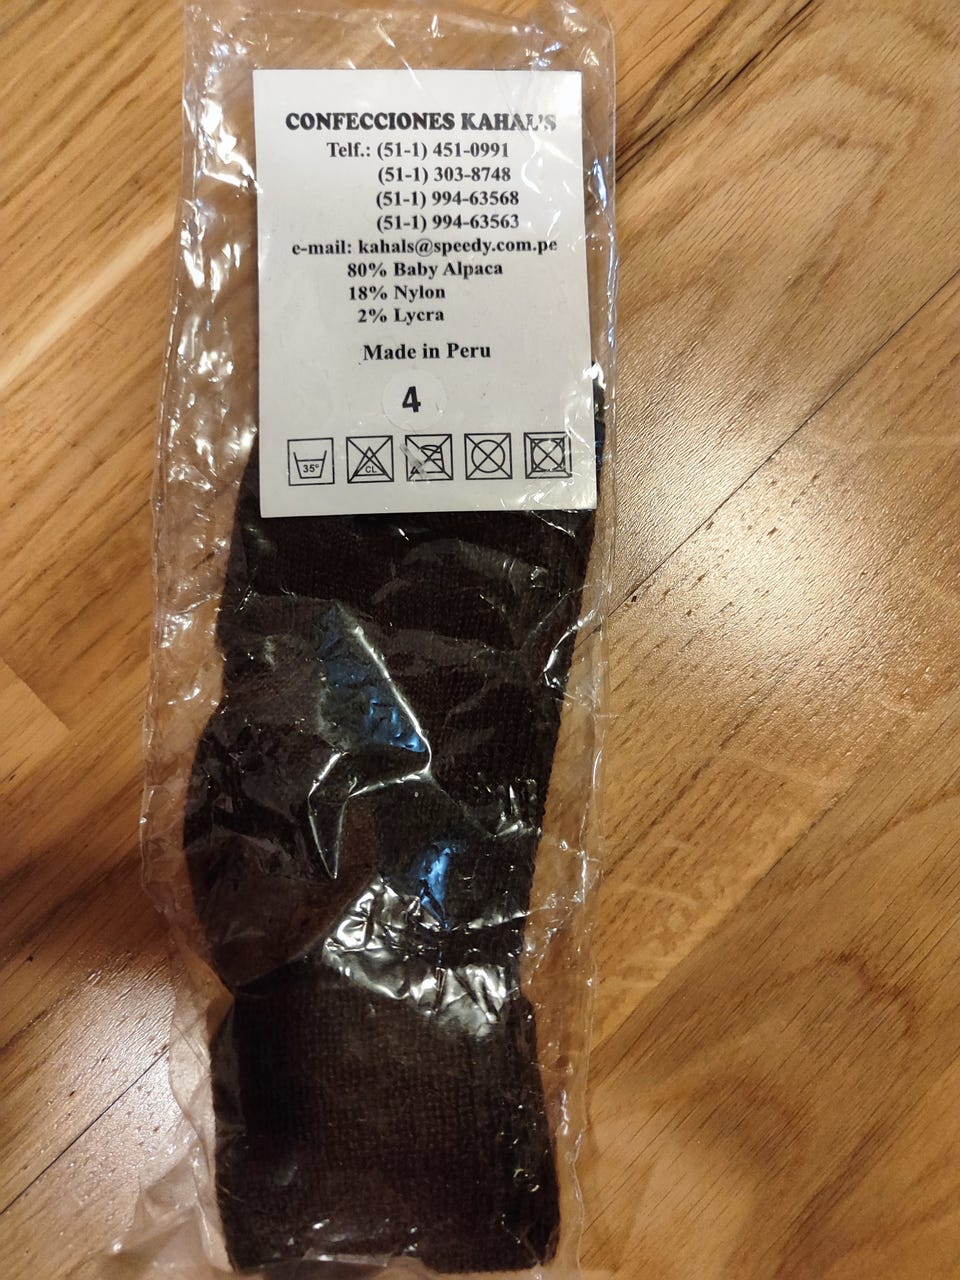 CONFECCIONES KAHAL'S
Telf.: (51-1) 451-0991
(51-1) 303-8748
(51-1) 994-63568
(51-1) 994-63563
e-mail: kahals@speedy.com.pe
80% Baby Alpaca
18% Nylon
2% Lycra
Made in Peru
4
35° CL